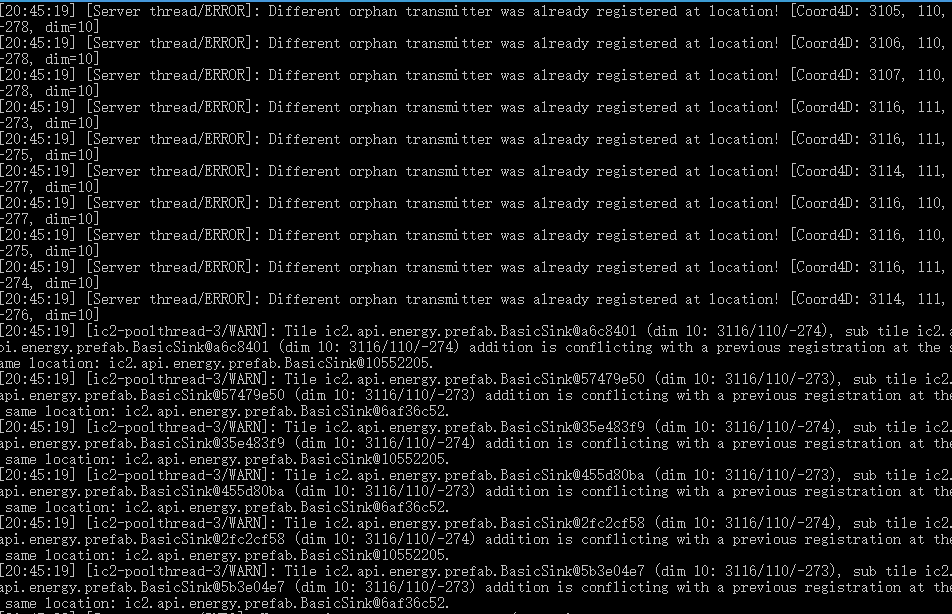 [20:45:19] [Server thread/ERROR]: Different orphan transmitter was already registered at location! [Coord4D: 3105, 110,
-278, dim=10]
[20:45:19] [Server thread/ERROR]: Different orphan transmitter was already registered at location! [Coord4D: 3106, 110,
-278, dim=10]
[20:45:19] [Server thread/ERROR]: Different orphan transmitter was already registered at location! [Coord4D: 3107, 110,
-278, dim=10]
[20:45:19] [Server thread/ERROR]: Different orphan transmitter was already registered at location! [Coord4D: 3116, 111,
-273, dim=10]
[20:45:19] [Server thread/ERROR]: Different orphan transmitter was already registered at location! [Coord4D: 3116, 111,
-275, dim=10]
[20:45:19] [Server thread/ERROR]: Different orphan transmitter was already registered at location! [Coord4D: 3114, 111,
-277, dim=10]
[20:45:19] [Server thread/ERROR]: Different orphan transmitter was already registered at location! [Coord4D: 3116, 110,
-277, dim=10]
[20:45:19] [Server thread/ERROR]: Different orphan transmitter was already registered at location! [Coord4D: 3116, 110,
-275, dim=10]
[20:45:19] [Server thread/ERROR]: Different orphan transmitter was already registered at location! [Coord4D: 3116, 111,
-274, dim=10]
[20:45:19] [Server thread/ERROR]: Different orphan transmitter was already registered at location! [Coord4D: 3114, 111,
-276, dim=10]
[20:45:19] [ic2-poolthread-3/WARN]: Tile ic2.api.energy.prefab.BasicSink@a6c8401 (dim 10: 3116/110/-274), sub tile ic2.a
pi.energy.prefab.BasicSink@a6c8401 (dim 10: 3116/110/-274) addition is conflicting with a previous registration at the s
ame location: ic2.api.energy.prefab.BasicSink@10552205.
[20:45:19] [ic2-poolthread-3/WARN]: Tile ic2.api.energy.prefab.BasicSink@57479e50 (dim 10: 3116/110/-273), sub tile ic2.
api.energy.prefab.BasicSink@57479e50 (dim 10: 3116/110/-273) addition is conflicting with a previous registration at the
same location: ic2.api.energy.prefab.BasicSink@6af36c52.
[20:45:19] [ic2-poolthread-3/WARN]: Tile ic2.api.energy.prefab.BasicSink@35e483f9 (dim 10: 3116/110/-274), sub tile ic2.
api.energy.prefab.BasicSink@35e483f9 (dim 10: 3116/110/-274) addition is conflicting with a previous registration at the
same location: ic2.api.energy.prefab.BasicSink@10552205.
[20:45:19] [ic2-poolthread-3/WARN]: Tile ic2.api.energy.prefab.BasicSink@455d80ba (dim 10: 3116/110/-273), sub tile ic2.
api.energy.prefab.BasicSink@455d80ba (dim 10: 3116/110/-273) addition is conflicting with a previous registration at the
same location: ic2.api.energy.prefab.BasicSink@6af36c52.
[20:45:19] [ic2-poolthread-3/WARN]: Tile ic2.api.energy.prefab.BasicSink@2fc2cf58 (dim 10: 3116/110/-274), sub tile ic2.
api.energy.prefab.BasicSink@2fc2cf58 (dim 10: 3116/110/-274) addition is conflicting with a previous registration at the
same location: ic2.api.energy.prefab.BasicSink@10552205.
[20:45:19] [ic2-poolthread-3/WARN]: Tile ic2.api.energy.prefab.BasicSink@5b3e04e7 (dim 10: 3116/110/-273), sub tile ic2.
api.energy.prefab.BasicSink@5b3e04e7 (dim 10: 3116/110/-273) addition is conflicting with a previous registration at the
same location: ic2.api.energy.prefab.BasicSink@6af36c52.